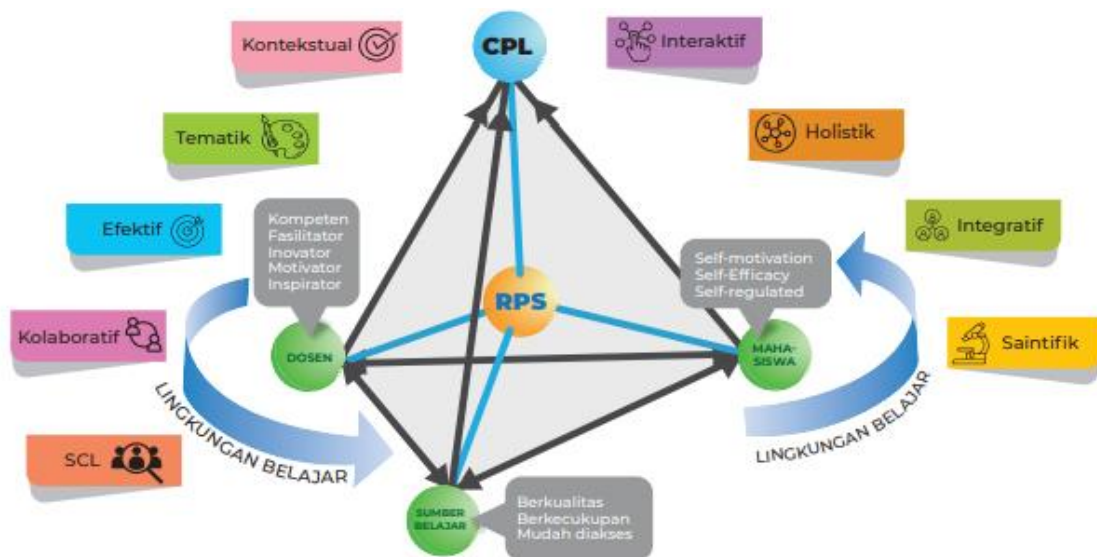 Kontekstual
CPL
Interaktif
Tematik
Holistik
Efektif
Kompeten
Fasilitator
Inovator
Motivator
Inspirator
Self-motivation
Self-Efficacy
Self-regulated
Integratif
RPS
Kolaboratif
DOSEN
MAHA-
SISWA
Saintifik
LINGKUNGAN BELAJAR
LINGKUNGAN BELAJAR
SCL
SUMBER
BELAJAR
Berkualitas
Berkecukupan
Mudah diakses